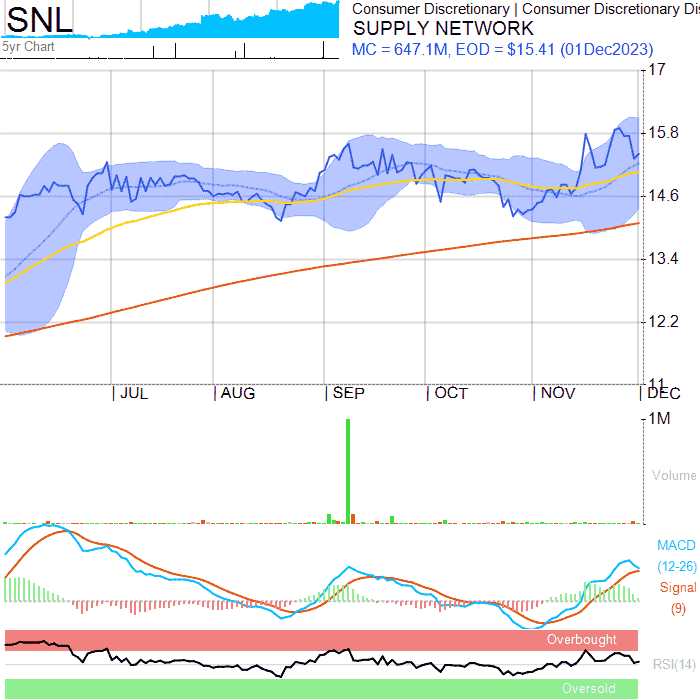 SNL
5yr Chart
Consumer Discretionary | Consumer Discretionary Dis
SUPPLY NETWORK
MC = 647.1M, EOD = $15.41 (01Dec2023)
17
15.8
14.6
13.4
12.2
11
JUL AUG SEP OCT NOV DEC
1M
Volume
MACD
(12-26)
Signal
(9)
Overbought
RSI(14)
Oversold